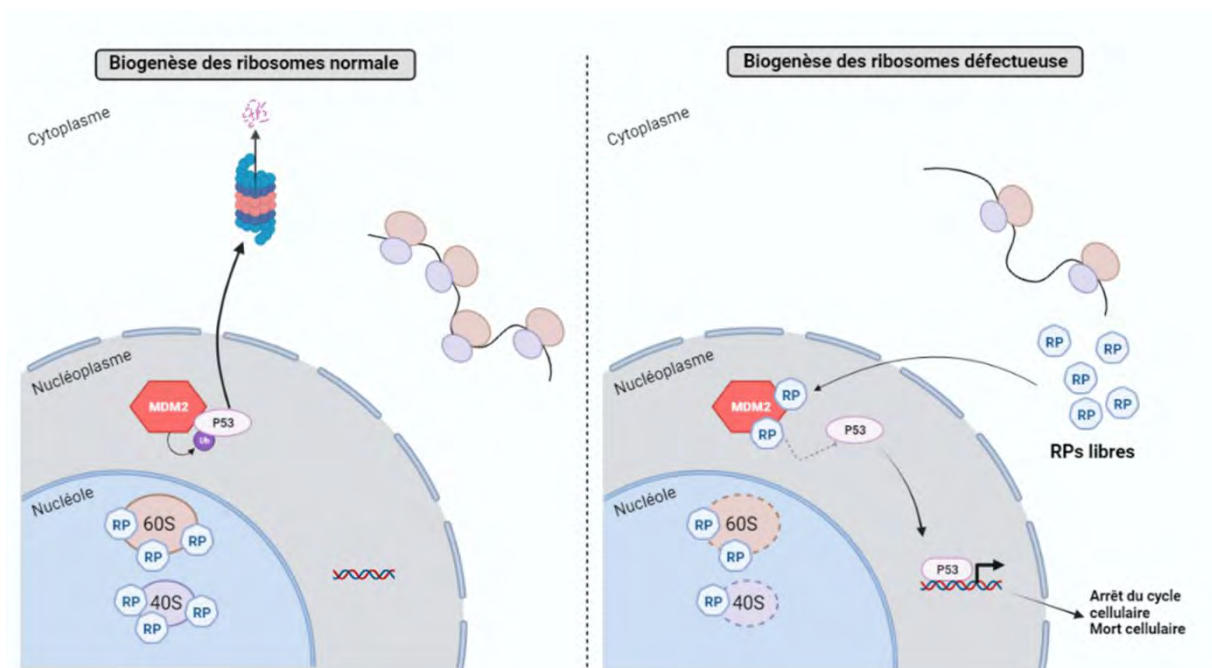 Biogenèse des ribosomes normale
Cytoplasme
Nucléoplasme
MDM2
P53
Ub
Nucléole
RP
60S
RP
RP
RP
40S
RP
RP
Biogenèse des ribosomes défectueuse
Cytoplasme
RP
RP
RP
RP
RP
RPs libres
Nucléoplasme
RP
MDM2
RP
P53
Nucléole
RP
60S
RP
RP
40S
P53
Arrêt du cycle
cellulaire
Mort cellulaire